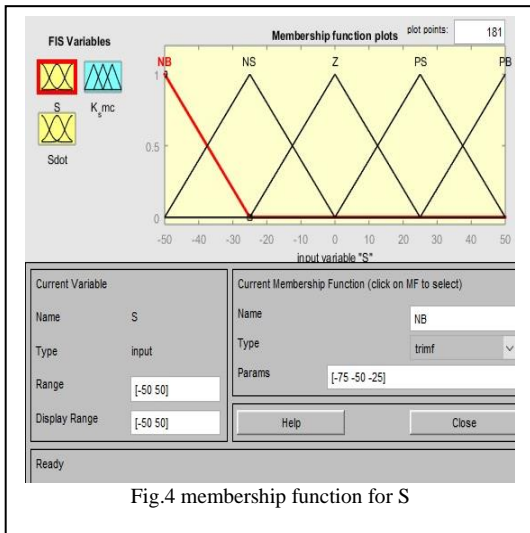 FIS Variables
Membership function plots
plot points:
181
S
K_smc
Sdot
NB
NS
Z
PS
PB
1
0.5
0
-50
-40
-30
-20
-10
0
10
20
30
40
50
input variable "S"
Current Variable
Name
S
Type
input
Range
[-50 50]
Display Range
[-50 50]
Current Membership Function (click on MF to select)
Name
NB
Type
trimf
Params
[-75 -50 -25]
Help
Close
Ready
Fig.4 membership function for S